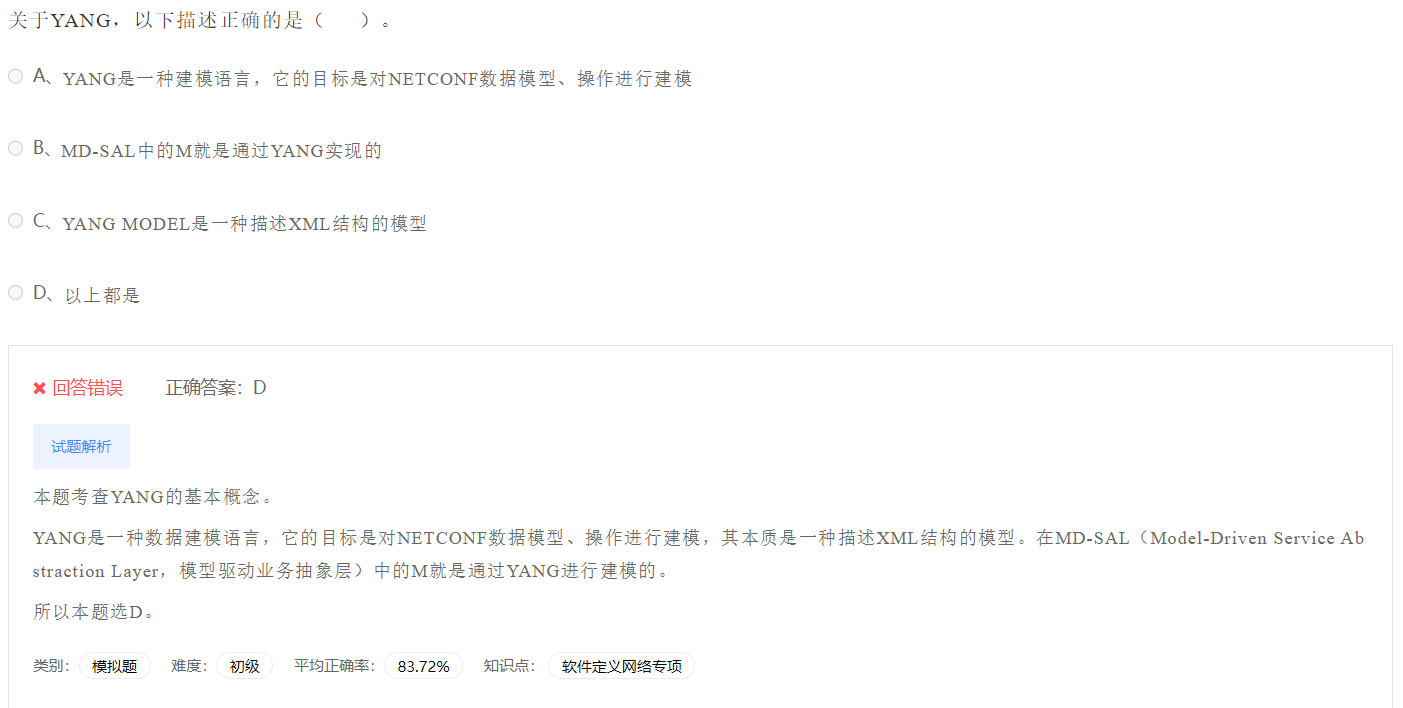 关于YANG，以下描述正确的是（　　）。
A、YANG是一种建模语言，它的目标是对NETCONF数据模型、操作进行建模
B、MD-SAL中的M就是通过YANG实现的
C、YANG MODEL是一种描述XML结构的模型
D、以上都是
回答错误 正确答案：D
试题解析
本题考查YANG的基本概念。
YANG是一种数据建模语言，它的目标是对NETCONF数据模型、操作进行建模，其本质是一种描述XML结构的模型。在MD-SAL（Model-Driven Service Ab
straction Layer，模型驱动业务抽象层）中的M就是通过YANG进行建模的。
所以本题选D。
类别： 模拟题 难度： 初级 平均正确率： 83.72% 知识点： 软件定义网络专项